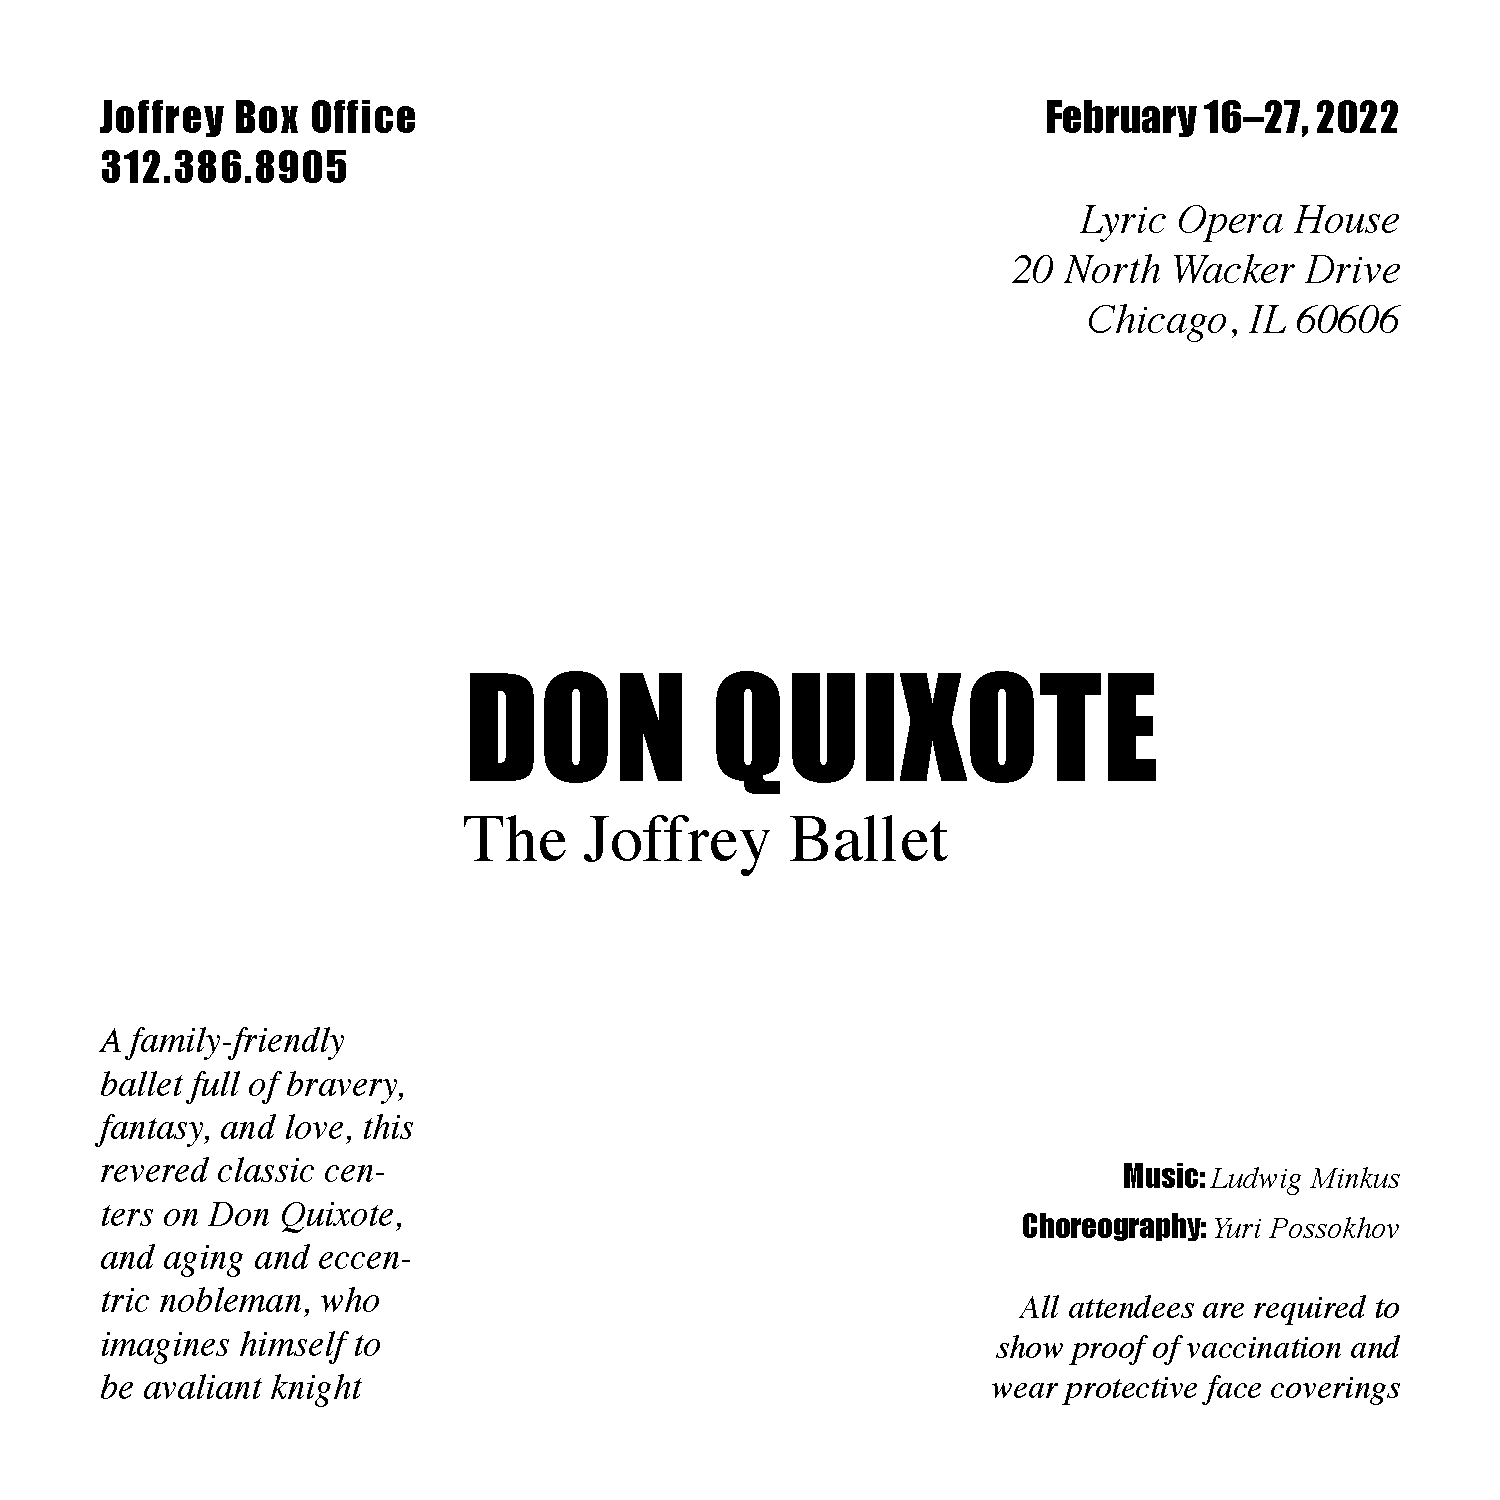 Joffrey Box Office
312.386.8905
February 16–27, 2022
Lyric Opera House
20 North Wacker Drive
Chicago, IL 60606
DON QUIXOTE
The Joffrey Ballet
A family-friendly
ballet full of bravery,
fantasy, and love, this
revered classic cen-
ters on Don Quixote,
and aging and eccen-
tric nobleman, who
imagines himself to
be avaliant knight
Music: Ludwig Minkus
Choreography: Yuri Possokhov
All attendees are required to
show proof of vaccination and
wear protective face coverings